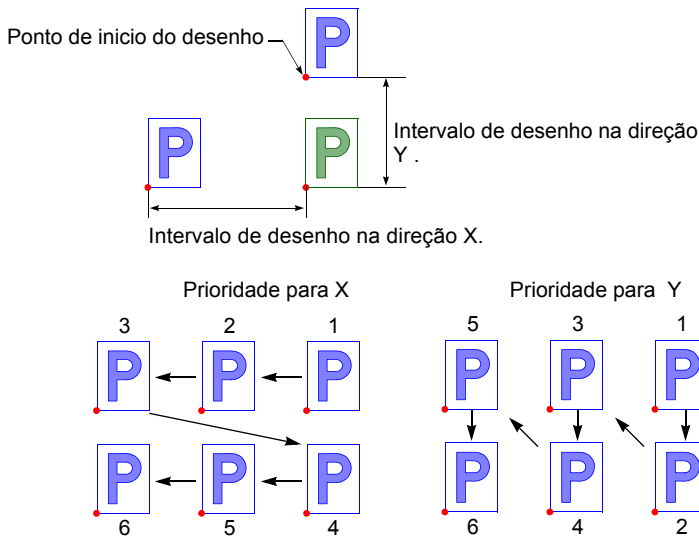 P
Ponto de inicio do desenho
P
P
Intervalo de desenho na direção
Y .
Intervalo de desenho na direção X.
Prioridade para X
3 2 1
P P P
P P P
6 5 4
Prioridade para Y
5 3 1
P P P
P P P
6 4 2